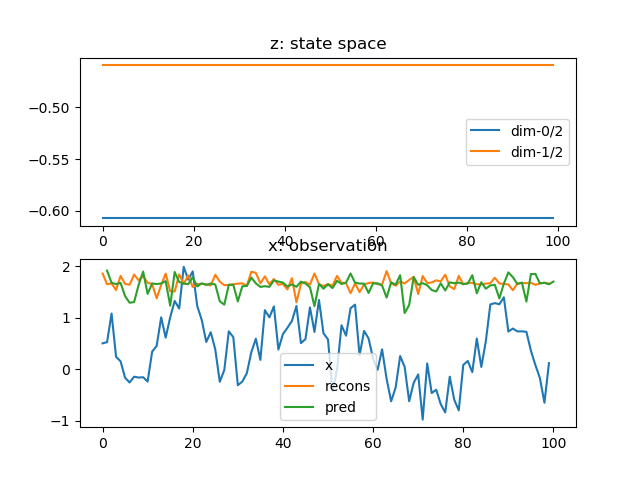 z: state space
−0.50
−0.55
−0.60
dim-0/2
dim-1/2
0 20 40 60 80 100
x: observation
2
1
0
−1
x
recons
pred
0 20 40 60 80 100